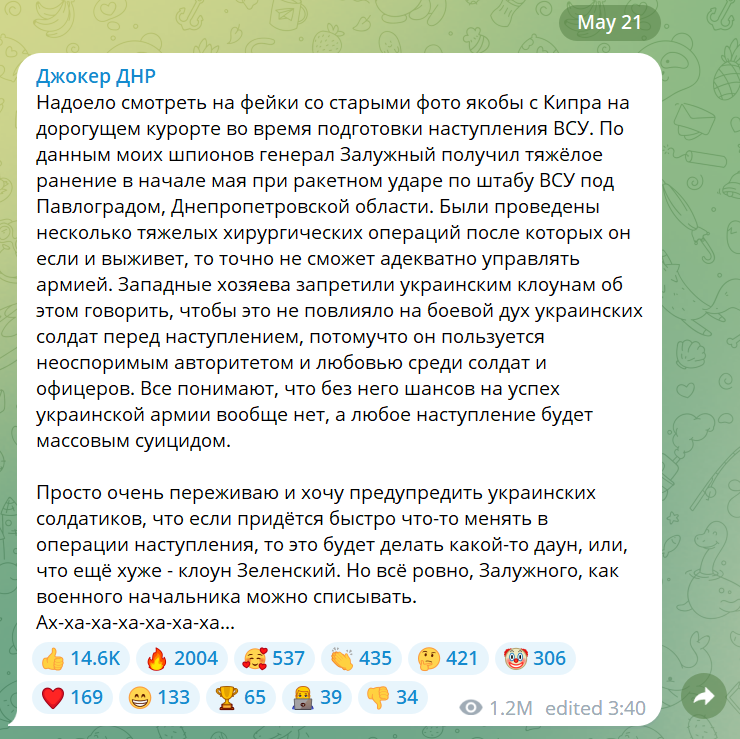 May 21
Джокер ДНР
Надоело смотреть на фейки со старыми фото якобы с Кипра на
дорогущем курорте во время подготовки наступления ВСУ. По
данным моих шпионов генерал Залужный получил тяжёлое
ранение в начале мая при ракетном ударе по штабу ВСУ под
Павлоградом, Днепропетровской области. Были проведены
несколько тяжелых хирургических операций после которых он
если и выживет, то точно не сможет адекватно управлять
армией. Западные хозяева запретили украинским клоунам об
этом говорить, чтобы это не повлияло на боевой дух украинских
солдат перед наступлением, потомучто он пользуется
неоспоримым авторитетом и любовью среди солдат и
офицеров. Все понимают, что без него шансов на успех
украинской армии вообще нет, а любое наступление будет
массовым суицидом.
Просто очень переживаю и хочу предупредить украинских
солдатиков, что если придётся быстро что-то менять в
операции наступления, то это будет делать какой-то даун, или,
что ещё хуже - клоун Зеленский. Но всё ровно, Залужного, как
военного начальника можно списывать.
Ах-ха-ха-ха-ха-ха-ха...
14.6K 2004 537 435 421 306
169 133 65 39 34 1.2M edited 3:40